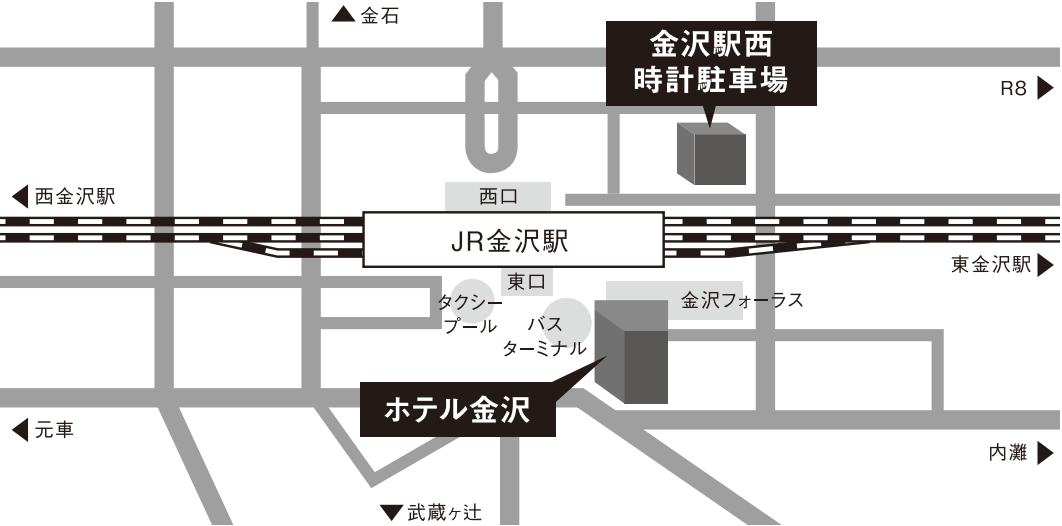 ▲金石
金沢駅西
時計駐車場
R8▶
◀西金沢駅
西口
JR金沢駅
東口
東金沢駅▶
タクシー
プール
バス
ターミナル
金沢フォーラス
ホテル金沢
◀元車
内灘▶
▼武蔵ヶ辻